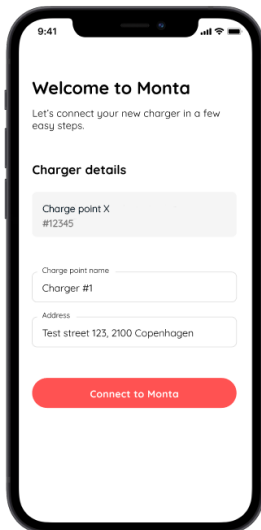 9:41
Welcome to Monta
Let's connect your new charger in a few
easy steps.
Charger details
Charge point X
#12345
Charge point name
Charger #1
Address
Test street 123, 2100 Copenhagen
Connect to Monta